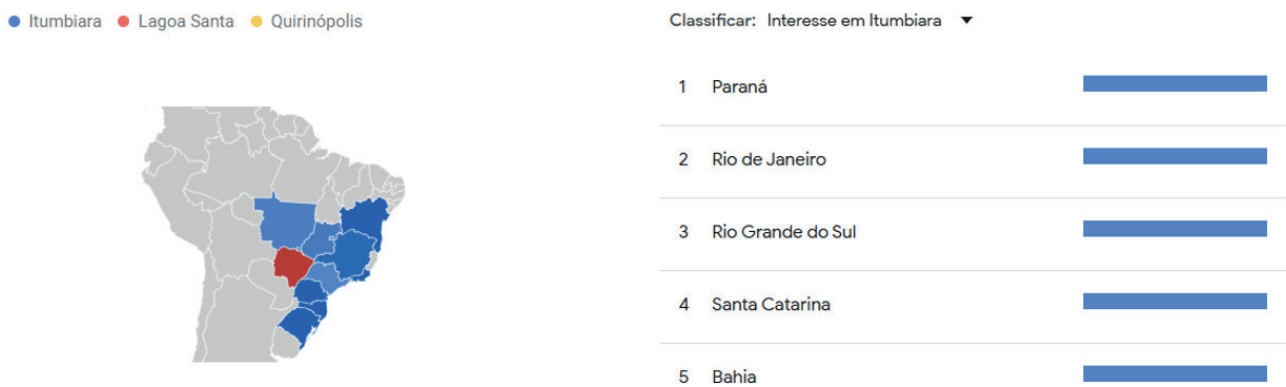 Itumbiara Lagoa Santa Quirinópolis
Classificar: Interesse em Itumbiara
1 Paraná
2 Rio de Janeiro
3 Rio Grande do Sul
4 Santa Catarina
5 Bahia